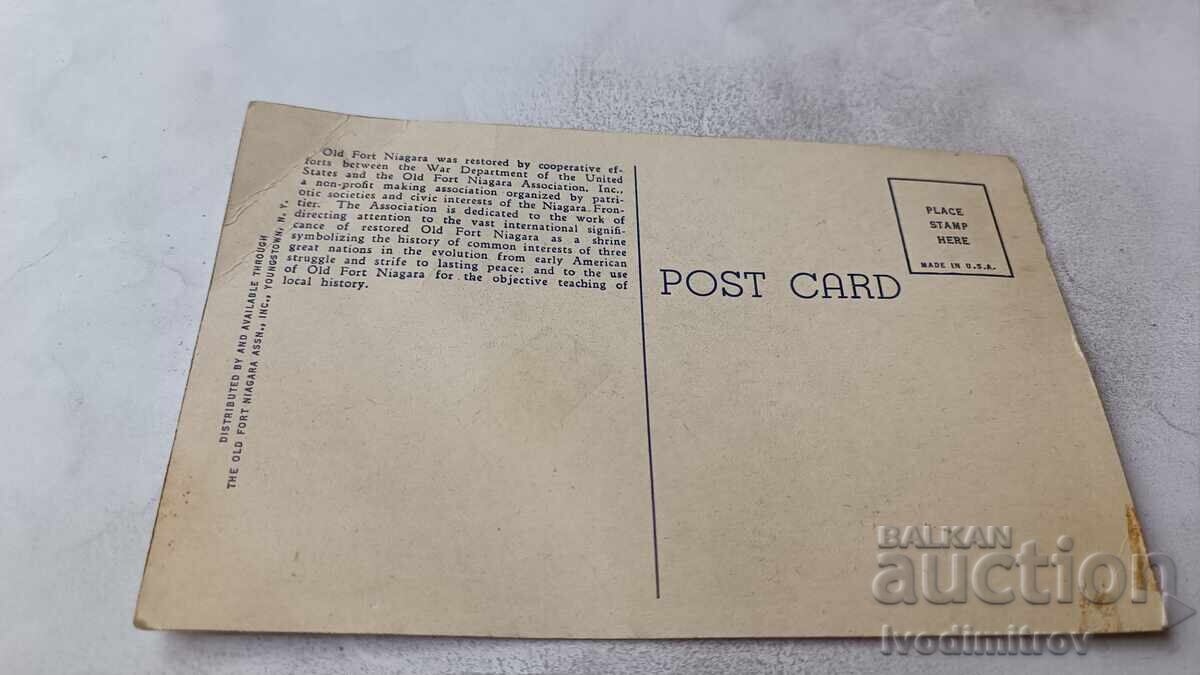 Old Fort Niagara was restored by cooperative ef-
forts between the War Department of the United
States and the Old Fort Niagara Association, Inc.,
a non-profit making association organized by patri-
otic societies and civic interests of the Niagara Fron-
tier. The Association is dedicated to the work of
directing attention to the vast international signifi-
cance of restored Old Fort Niagara as a shrine
symbolizing the history of common interests of three
great nations in the evolution from early American
struggle and strife to lasting peace; and to the use
of Old Fort Niagara for the objective teaching of
local history.
DISTRIBUTED BY AND AVAILABLE THROUGH
THE OLD FORT NIAGARA ASSN., INC., YOUNGSTOWN, N. Y.
POST CARD
PLACE
STAMP
HERE
MADE IN U.S.A.
BALKAN
auction
Ivodimitrov